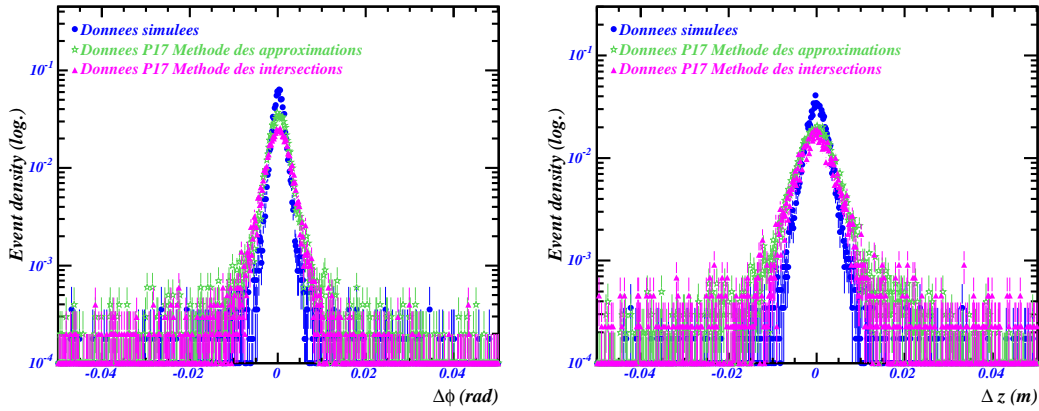 Donnees simulees
Donnees P17 Methode des approximations
Donnees P17 Methode des intersections
Event density (log.)
10^-1
10^-2
10^-3
10^-4
-0.04 -0.02 0 0.02 0.04
Δϕ (rad)
Donnees simulees
Donnees P17 Methode des approximations
Donnees P17 Methode des intersections
Event density (log.)
10^-1
10^-2
10^-3
10^-4
-0.04 -0.02 0 0.02 0.04
Δ z (m)